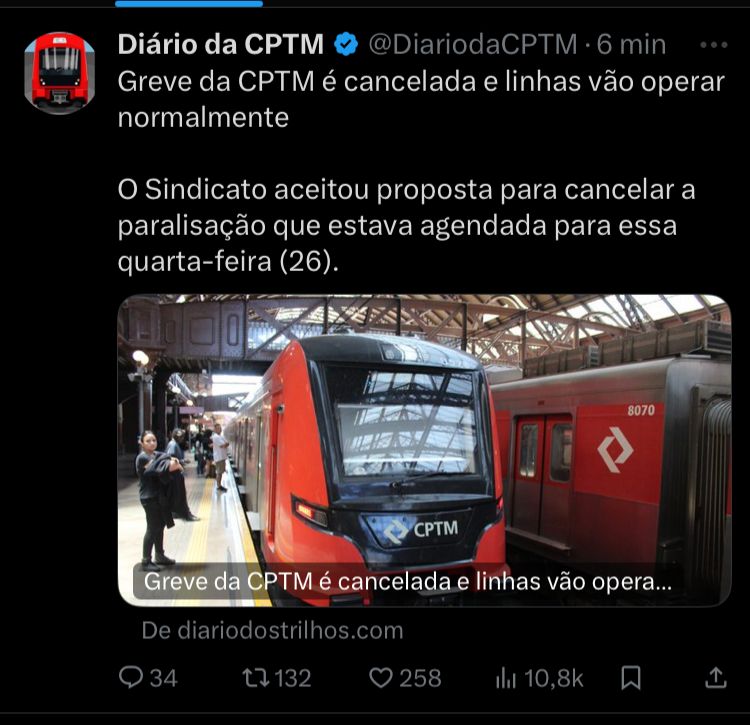 Diário da CPTM @DiariodaCPTM · 6 min
Greve da CPTM é cancelada e linhas vão operar
normalmente
O Sindicato aceitou proposta para cancelar a
paralisação que estava agendada para essa
quarta-feira (26).
8070
CPTM
Greve da CPTM é cancelada e linhas vão opera...
De diariodostrilhos.com
34 132 258 10,8k